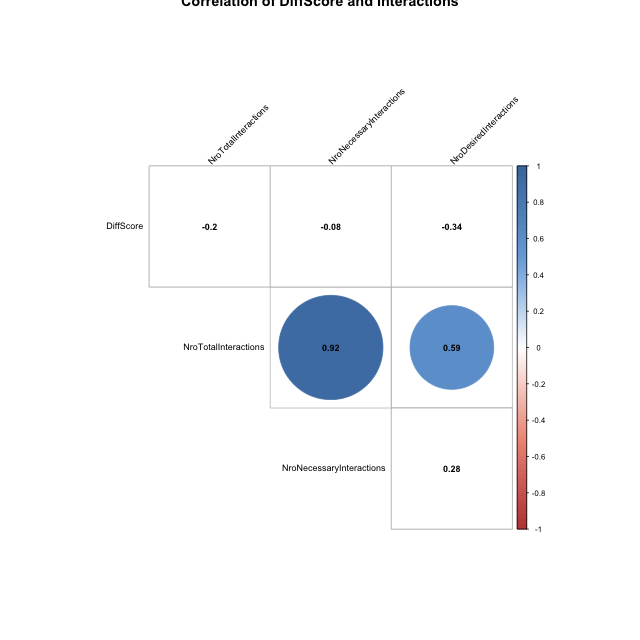 Correlation of DiffScore and Interactions
NroTotalInteractions
NroNecessaryInteractions
NroDesiredInteractions
DiffScore
-0.2
-0.08
-0.34
NroTotalInteractions
0.92
0.59
NroNecessaryInteractions
0.28
1
0.8
0.6
0.4
0.2
0
-0.2
-0.4
-0.6
-0.8
-1